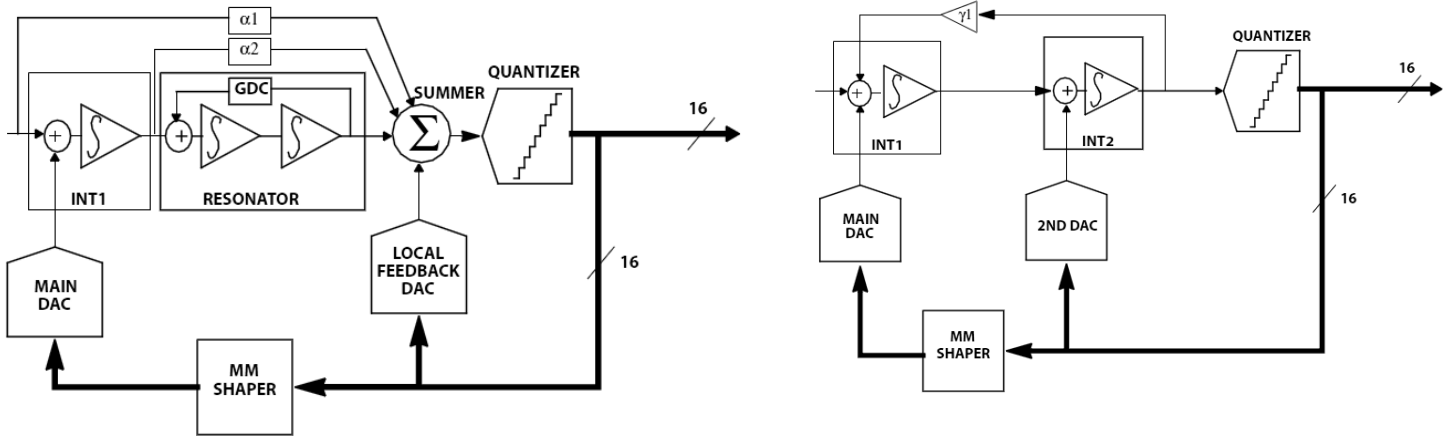 α1
α2
GDC
SUMMER
QUANTIZER
16
+
+
Σ
INT1
RESONATOR
MAIN
DAC
LOCAL
FEEDBACK
DAC
16
MM
SHAPER
γ1
QUANTIZER
16
+
+
INT1
INT2
MAIN
DAC
2ND DAC
16
MM
SHAPER